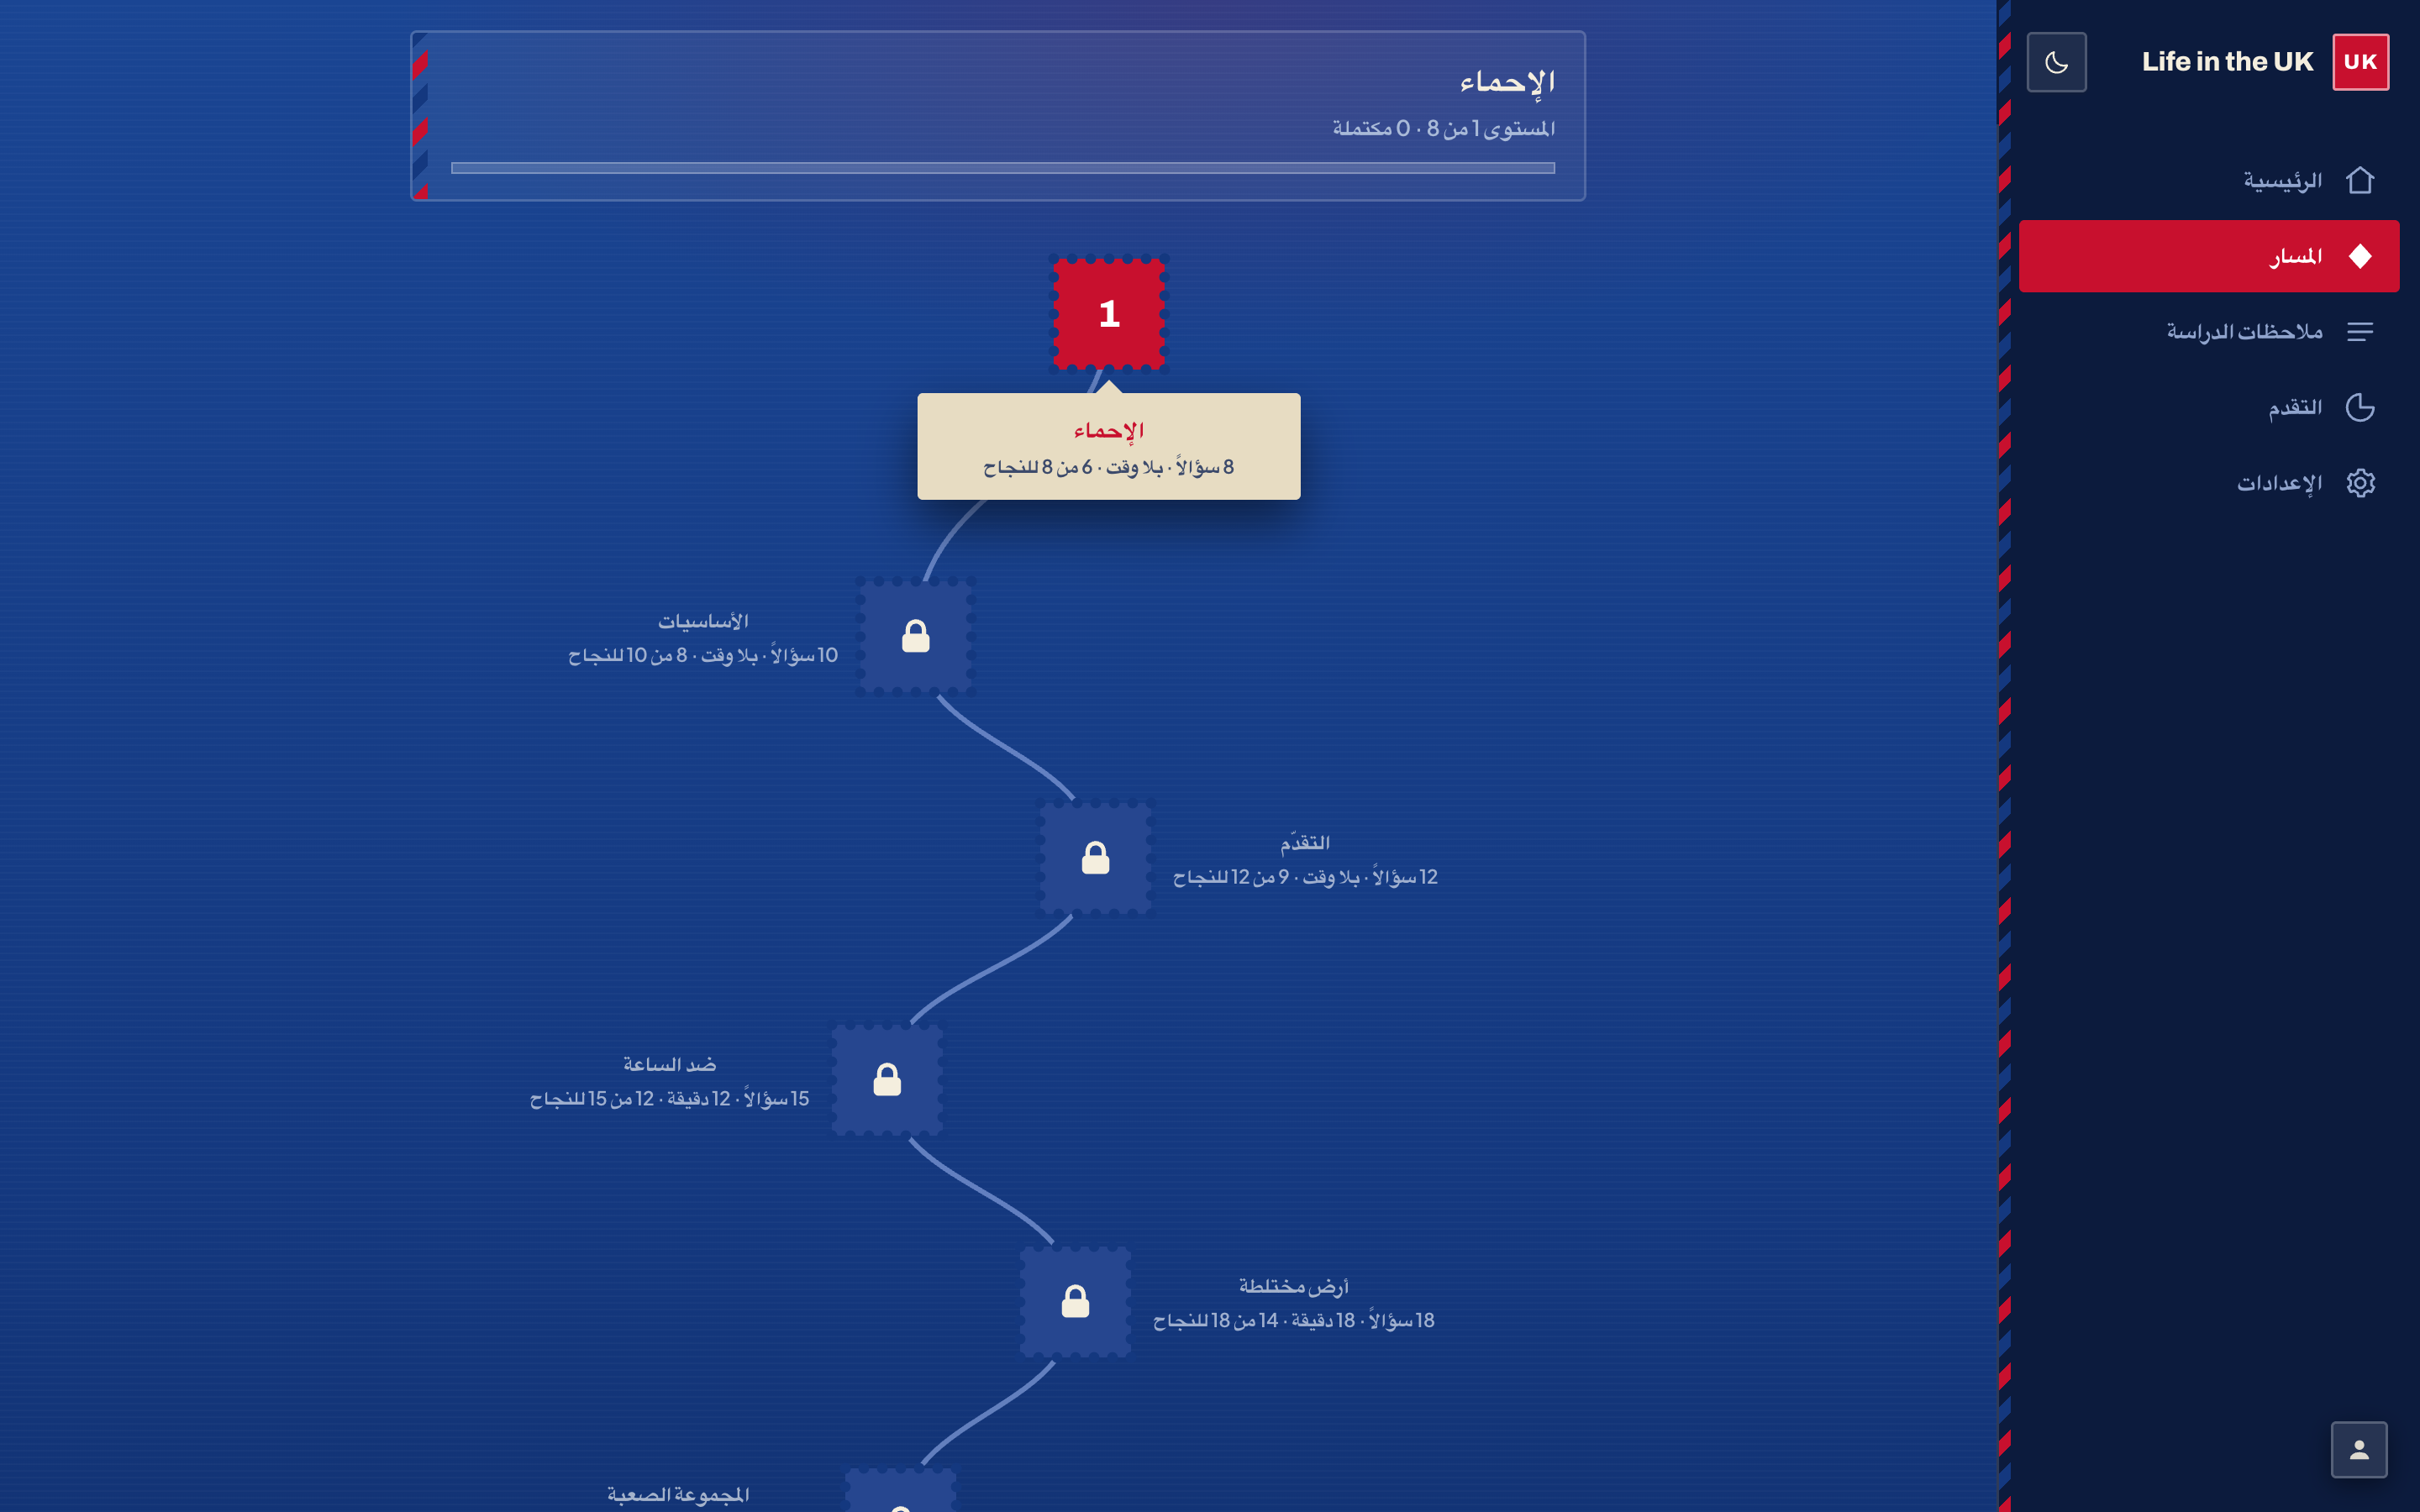 UK
Life in the UK
الرئيسية
المسار
ملاحظات الدراسة
التقدم
الإعدادات
الإحماء
المستوى 1 من 8 · 0 مكتملة
1
الإحماء
8 سؤالاً · بلا وقت · 6 من 8 للنجاح
الأساسيات
10 سؤالاً · بلا وقت · 8 من 10 للنجاح
التقدّم
12 سؤالاً · بلا وقت · 9 من 12 للنجاح
ضد الساعة
15 سؤالاً · 12 دقيقة · 12 من 15 للنجاح
أرض مختلطة
18 سؤالاً · 18 دقيقة · 14 من 18 للنجاح
المجموعة الصعبة